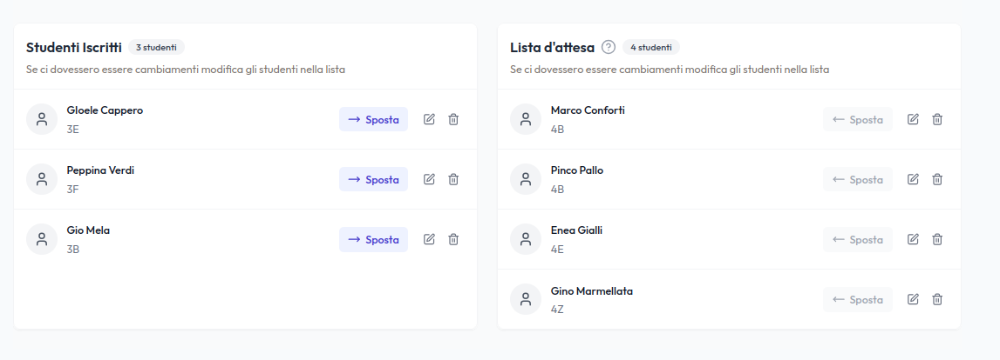 Studenti Iscritti 3 studenti
Se ci dovessero essere cambiamenti modifica gli studenti nella lista
GIoele Cappero
3E
Sposta
Peppina Verdi
3F
Sposta
Gio Mela
3B
Sposta
Lista d'attesa ? 4 studenti
Se ci dovessero essere cambiamenti modifica gli studenti nella lista
Marco Conforti
4B
Sposta
Pinco Pallo
4B
Sposta
Enea Gialli
4E
Sposta
Gino Marmellata
4Z
Sposta